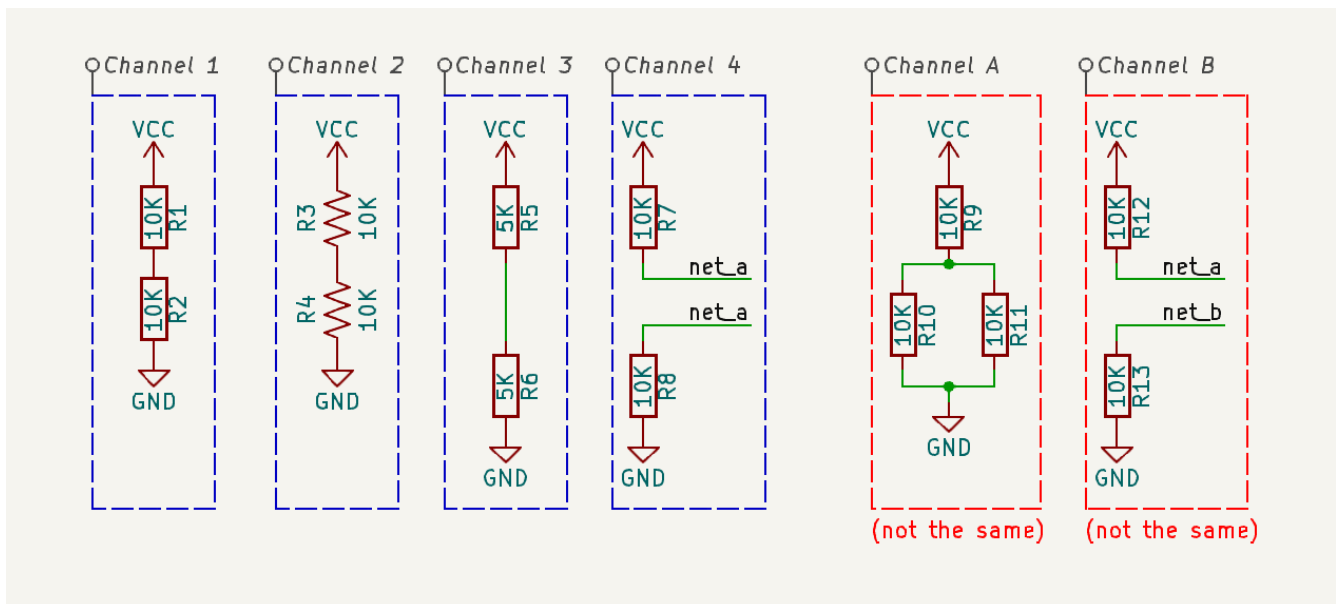 Channel 1
VCC
10K
R1
10K
R2
GND
Channel 2
VCC
R3
10K
R4
10K
GND
Channel 3
VCC
5K
R5
5K
R6
GND
Channel 4
VCC
10K
R7
net_a
net_a
10K
R8
GND
Channel A
VCC
10K
R9
10K
R10
10K
R11
GND
(not the same)
Channel B
VCC
10K
R12
net_a
net_b
10K
R13
GND
(not the same)